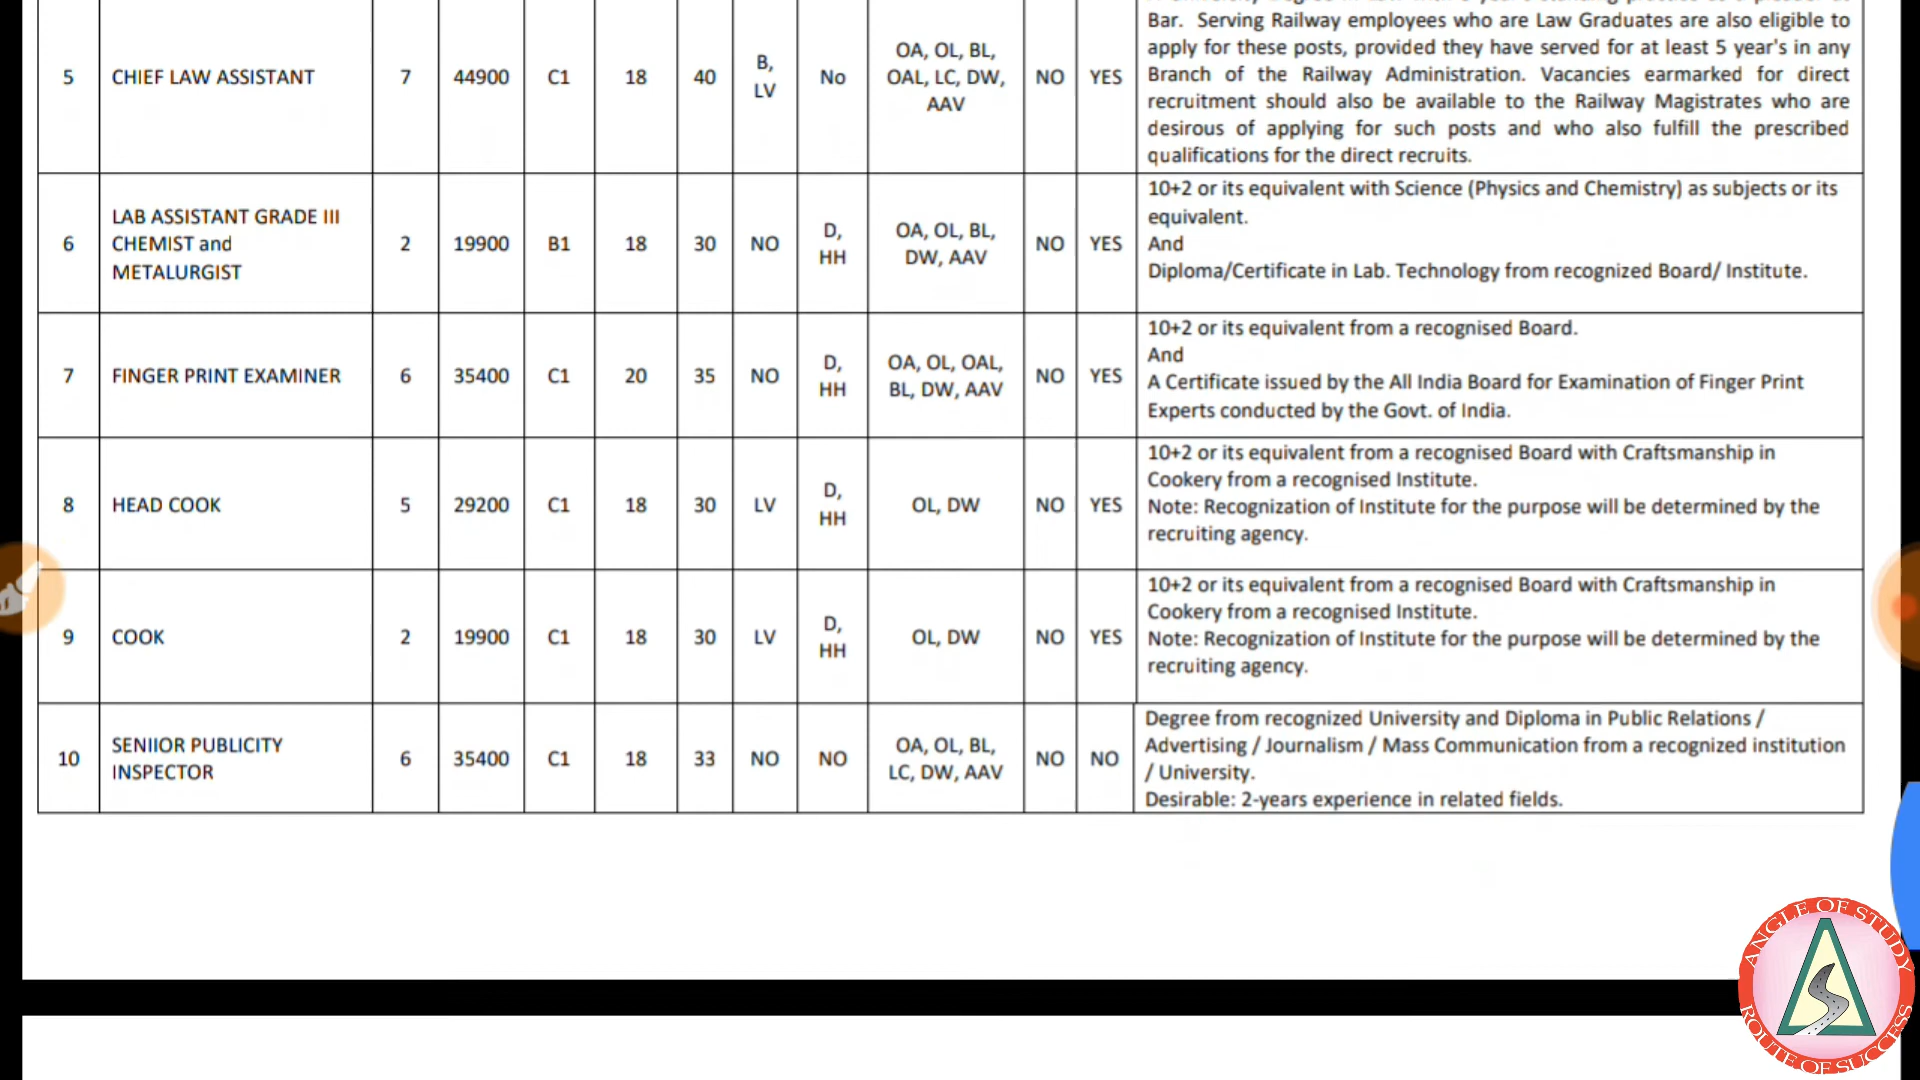 Bar. Serving Railway employees who are Law Graduates are also eligible to
apply for these posts, provided they have served for at least 5 year's in any
Branch of the Railway Administration. Vacancies earmarked for direct
recruitment should also be available to the Railway Magistrates who are
desirous of applying for such posts and who also fulfill the prescribed
qualifications for the direct recruits.
5 CHIEF LAW ASSISTANT 7 44900 C1 18 40 B, LV No OA, OL, BL, OAL, LC, DW, AAV NO YES
6 LAB ASSISTANT GRADE III CHEMIST and METALURGIST 2 19900 B1 18 30 NO D, HH OA, OL, BL, DW, AAV NO YES
10+2 or its equivalent with Science (Physics and Chemistry) as subjects or its
equivalent.
And
Diploma/Certificate in Lab. Technology from recognized Board/ Institute.
7 FINGER PRINT EXAMINER 6 35400 C1 20 35 NO D, HH OA, OL, OAL, BL, DW, AAV NO YES
10+2 or its equivalent from a recognised Board.
And
A Certificate issued by the All India Board for Examination of Finger Print
Experts conducted by the Govt. of India.
8 HEAD COOK 5 29200 C1 18 30 LV D, HH OL, DW NO YES
10+2 or its equivalent from a recognised Board with Craftsmanship in
Cookery from a recognised Institute.
Note: Recognization of Institute for the purpose will be determined by the
recruiting agency.
9 COOK 2 19900 C1 18 30 LV D, HH OL, DW NO YES
10+2 or its equivalent from a recognised Board with Craftsmanship in
Cookery from a recognised Institute.
Note: Recognization of Institute for the purpose will be determined by the
recruiting agency.
10 SENIIOR PUBLICITY INSPECTOR 6 35400 C1 18 33 NO NO OA, OL, BL, LC, DW, AAV NO NO
Degree from recognized University and Diploma in Public Relations /
Advertising / Journalism / Mass Communication from a recognized institution
/ University.
Desirable: 2-years experience in related fields.
ANGLE OF STUDY
ROUTE OF SUCCESS